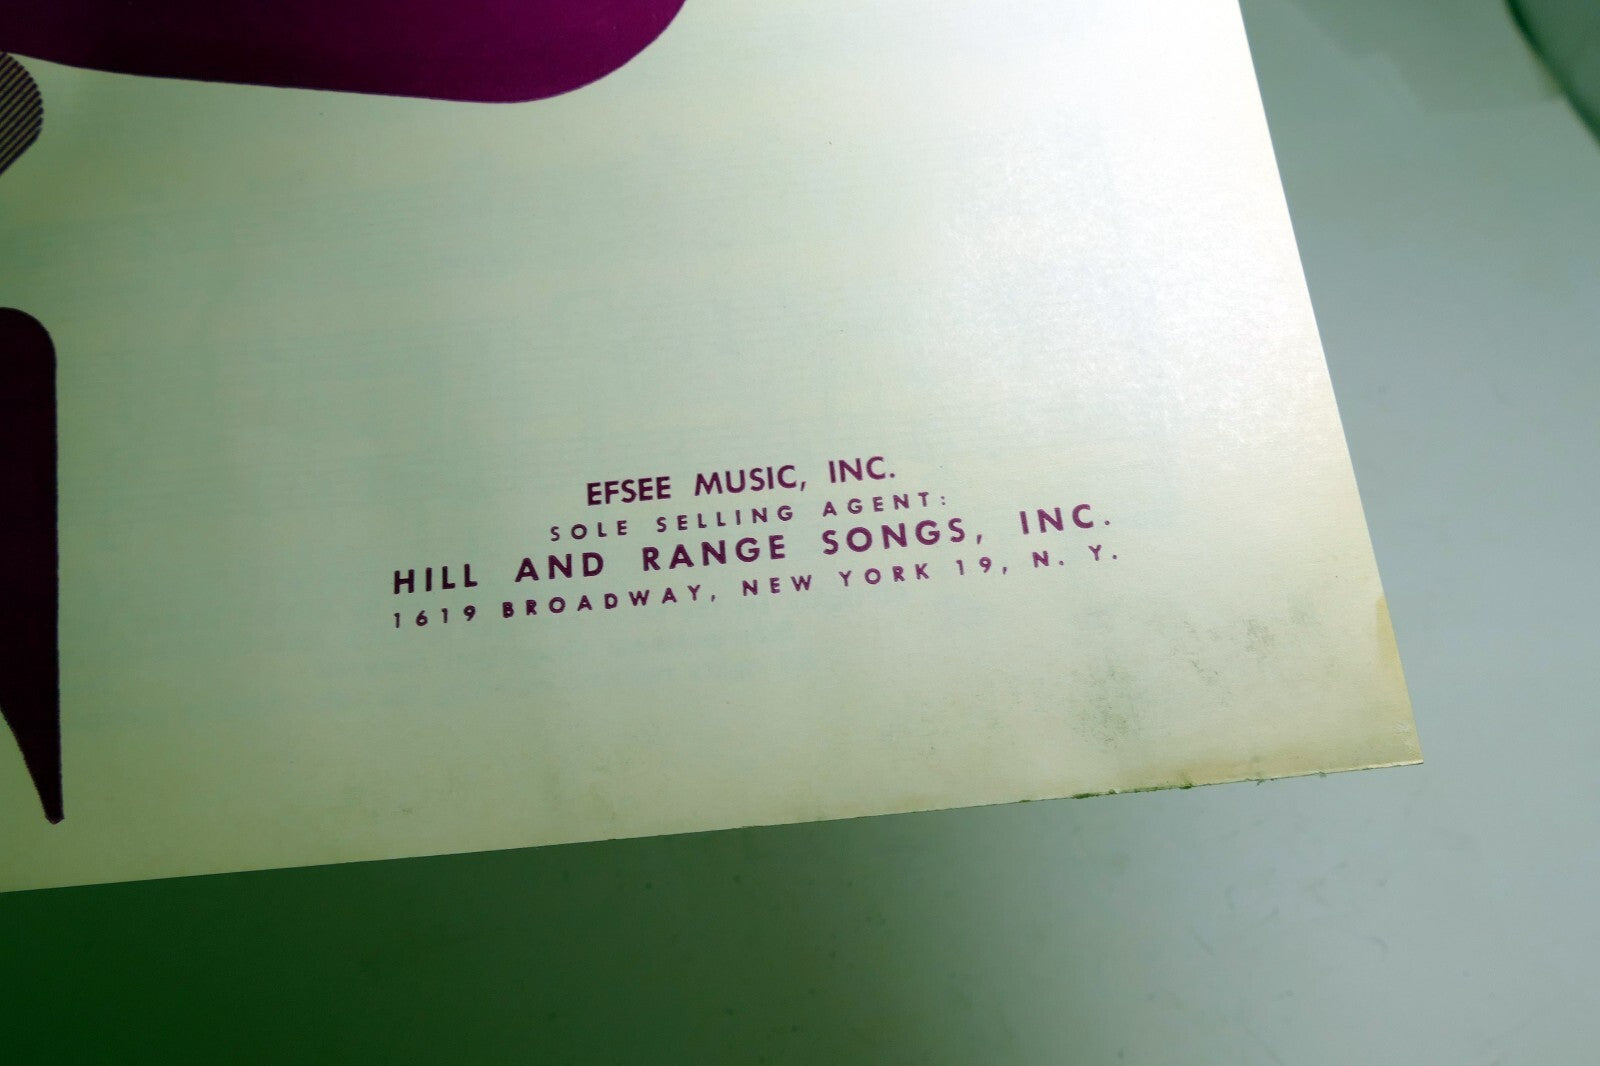 EFSEE MUSIC, INC.
SOLE SELLING AGENT:
HILL AND RANGE SONGS, INC.
1619 BROADWAY, NEW YORK 19, N. Y.